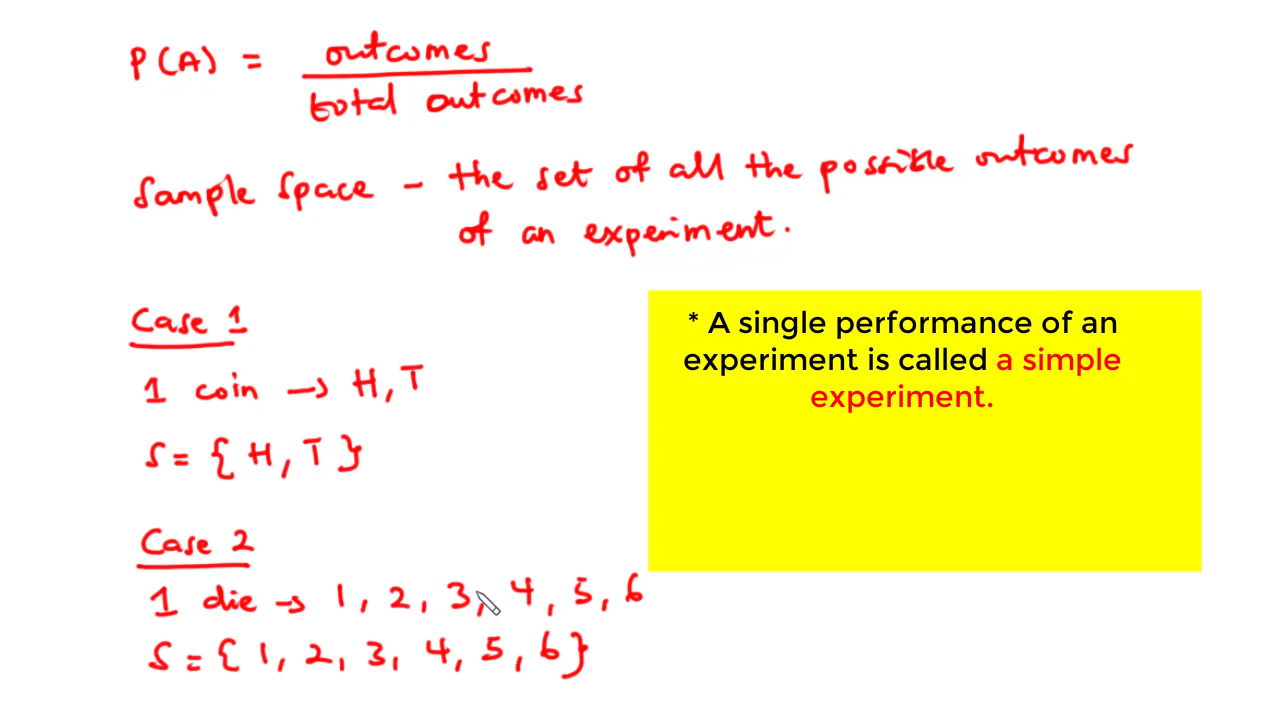 P(A) = outcomes / total outcomes
Sample Space – the set of all the possible outcomes
of an experiment.
Case 1
1 coin → H, T
S = { H, T }
* A single performance of an
experiment is called a simple
experiment.
Case 2
1 die → 1, 2, 3, 4, 5, 6
S = { 1, 2, 3, 4, 5, 6 }